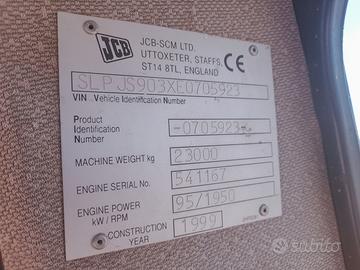 JCB
JCB-SCM LTD.
UTTOXETER, STAFFS,
ST14 8TL, ENGLAND
CE
SLPJS903XE0705923
VIN. Vehicle Identification Number
Product
Identification
Number
-0705923-
MACHINE WEIGHT kg
23000
ENGINE SERIAL No.
541167
ENGINE POWER
kW / RPM
95/1950
CONSTRUCTION
YEAR
1999
subito